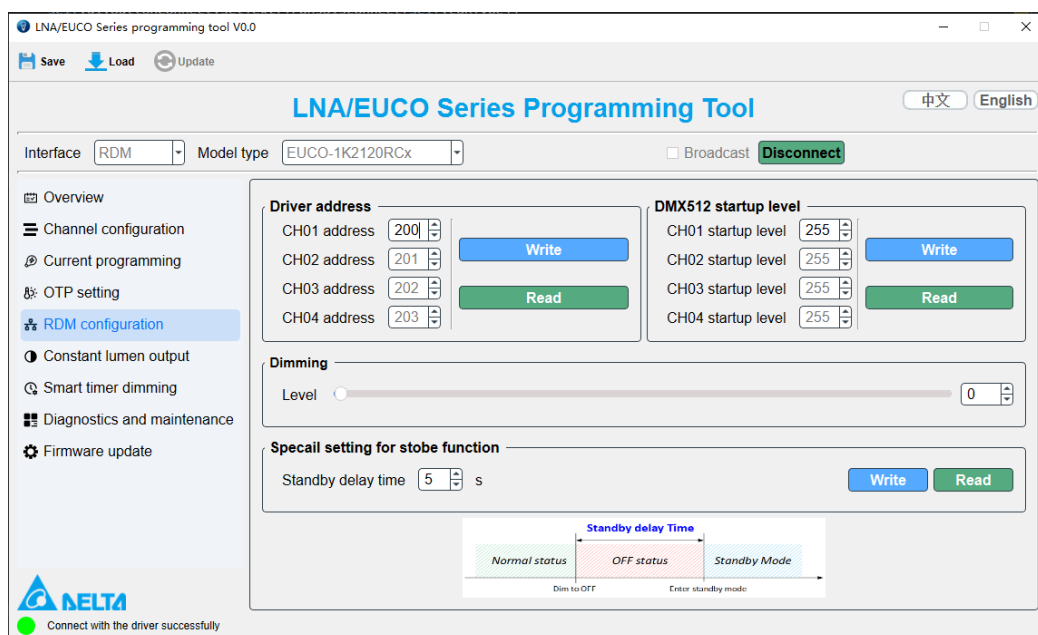 LNA/EUCO Series programming tool V0.0
Save Load Update
LNA/EUCO Series Programming Tool
中文 English
Interface RDM Model type EUCO-1K2120RCx Broadcast Disconnect
Overview
Channel configuration
Current programming
OTP setting
RDM configuration
Constant lumen output
Smart timer dimming
Diagnostics and maintenance
Firmware update
Driver address
CH01 address 200
CH02 address 201
CH03 address 202
CH04 address 203
Write
Read
DMX512 startup level
CH01 startup level 255
CH02 startup level 255
CH03 startup level 255
CH04 startup level 255
Write
Read
Dimming
Level 0
Specail setting for stobe function
Standby delay time 5 s Write Read
Standby delay Time
Normal status OFF status Standby Mode
Dim to OFF Enter standby mode
DELTA
Connect with the driver successfully